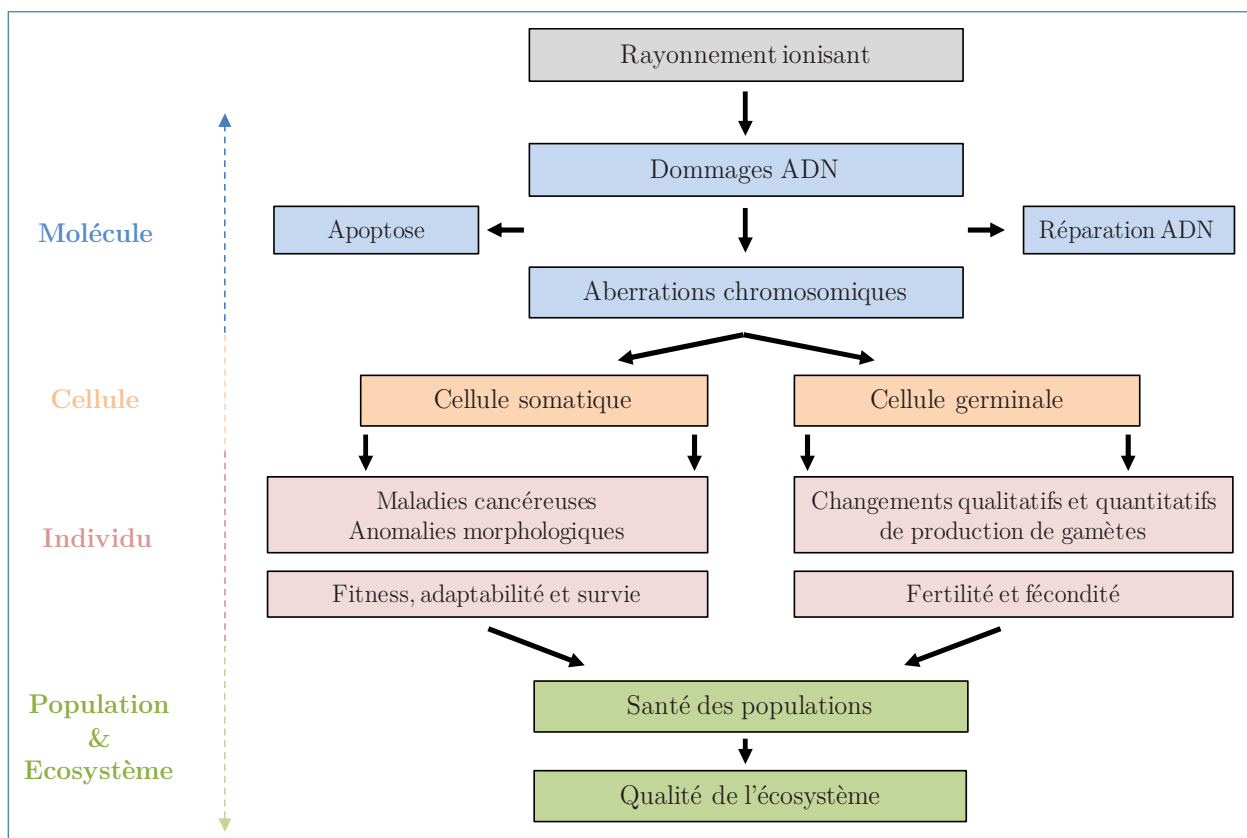 Rayonnement ionisant
Dommages ADN
Molécule
Apoptose
Réparation ADN
Aberrations chromosomiques
Cellule
Cellule somatique
Cellule germinale
Individu
Maladies cancéreuses
Anomalies morphologiques
Changements qualitatifs et quantitatifs
de production de gamètes
Fitness, adaptabilité et survie
Fertilité et fécondité
Population
&
Ecosystème
Santé des populations
Qualité de l'écosystème